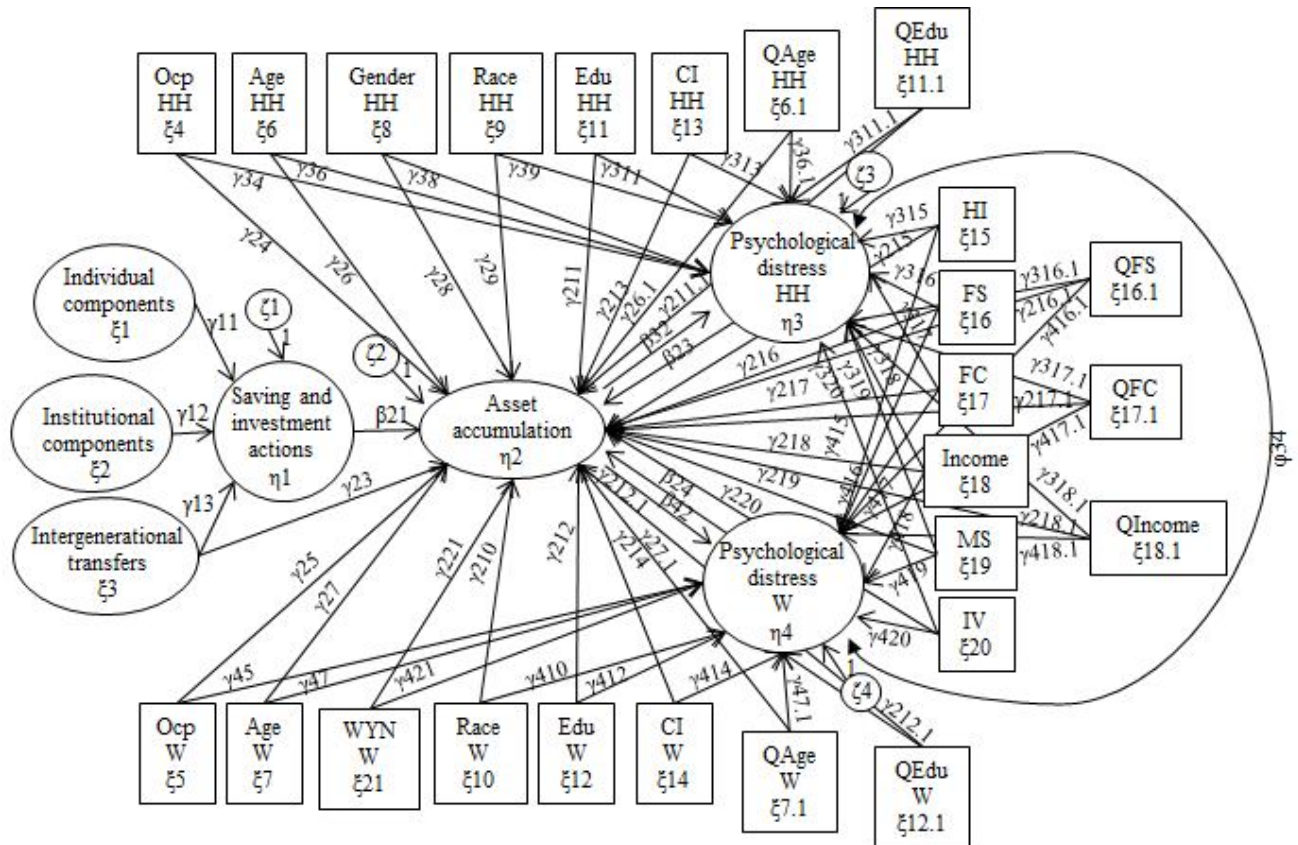 Ocp
HH
ξ4
Age
HH
ξ6
Gender
HH
ξ8
Race
HH
ξ9
Edu
HH
ξ11
CI
HH
ξ13
QAge
HH
ξ6.1
QEdu
HH
ξ11.1
γ34
γ36
γ38
γ39
γ311
γ313
γ36.1
γ311.1
ζ3
1
γ24
γ26
γ28
γ29
γ211
γ213
γ26.1
γ211.1
Psychological
distress
HH
η3
γ315
γ215
γ316
HI
ξ15
FS
ξ16
FC
ξ17
Income
ξ18
MS
ξ19
IV
ξ20
QFS
ξ16.1
QFC
ξ17.1
QIncome
ξ18.1
γ316.1
γ216.1
γ416.1
γ317.1
γ217.1
γ417.1
γ318.1
γ218.1
γ418.1
φ34
Individual
components
ξ1
Institutional
components
ξ2
Intergenerational
transfers
ξ3
γ11
γ12
γ13
γ23
ζ1
1
Saving and
investment
actions
η1
β21
ζ2
1
Asset
accumulation
η2
β32
β23
γ216
γ217
γ218
γ219
γ220
γ318
γ319
γ320
γ415
γ416
γ419
γ420
β24
β42
γ212.1
γ27.1
γ214
Psychological
distress
W
η4
1
ζ4
γ25
γ27
γ221
γ210
γ212
γ45
γ47
γ421
γ410
γ412
γ414
γ47.1
γ212.1
Ocp
W
ξ5
Age
W
ξ7
WYN
W
ξ21
Race
W
ξ10
Edu
W
ξ12
CI
W
ξ14
QAge
W
ξ7.1
QEdu
W
ξ12.1